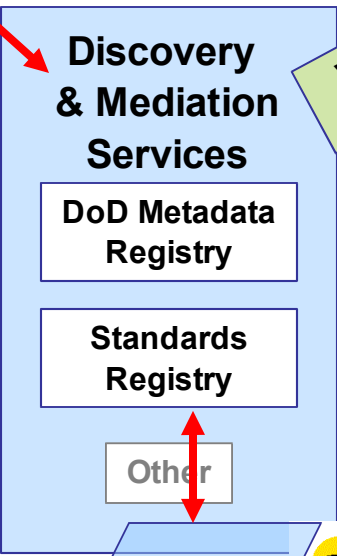 Discovery
& Mediation
Services
DoD Metadata
Registry
Standards
Registry
Other